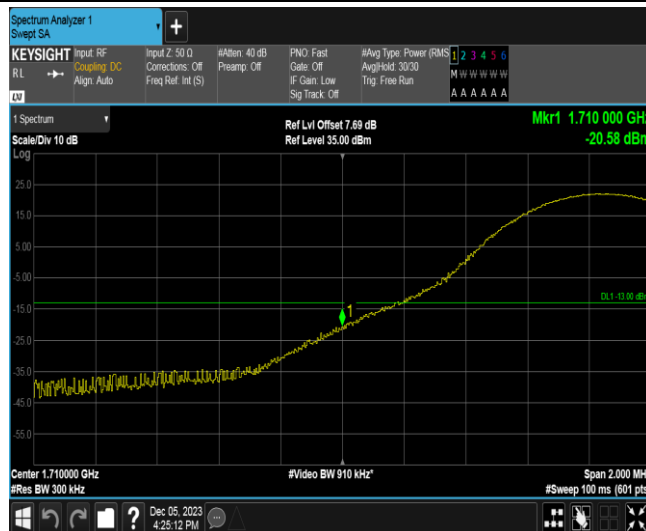 Spectrum Analyzer 1
Swept SA
KEYSIGHT
RL
LXI
Input: RF
Coupling: DC
Align: Auto
Input Z: 50 Ω
Corrections: Off
Freq Ref: Int (S)
#Atten: 40 dB
Preamp: Off
PNO: Fast
Gate: Off
IF Gain: Low
Sig Track: Off
#Avg Type: Power (RMS
Avg|Hold: 30/30
Trig: Free Run
1 2 3 4 5 6
M W W W W W
A A A A A A
1 Spectrum
Scale/Div 10 dB
Log
Ref Lvl Offset 7.69 dB
Ref Level 35.00 dBm
Mkr1 1.710 000 GHz
-20.58 dBm
25.0
15.0
5.00
-5.00
DL1 -13.00 dBm
-15.0
1
-25.0
-35.0
-45.0
-55.0
Center 1.710000 GHz
#Video BW 910 kHz*
Span 2.000 MH
#Res BW 300 kHz
#Sweep 100 ms (601 pts
?
Dec 05, 2023
4:25:12 PM